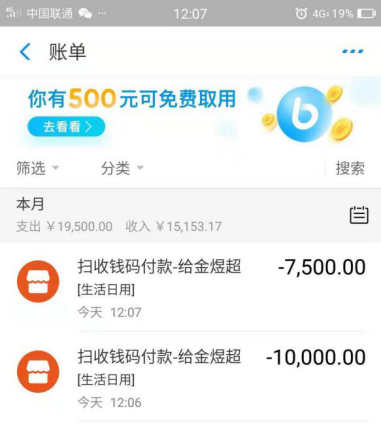 中国联通 ··· 12:07 4G 19%
账单
你有500元可免费取用
去看看 >
筛选 分类 搜索
本月
支出 ¥19,500.00 收入 ¥15,153.17
扫收钱码付款-给金煜超 -7,500.00
[生活日用]
今天 12:07
扫收钱码付款-给金煜超 -10,000.00
[生活日用]
今天 12:06